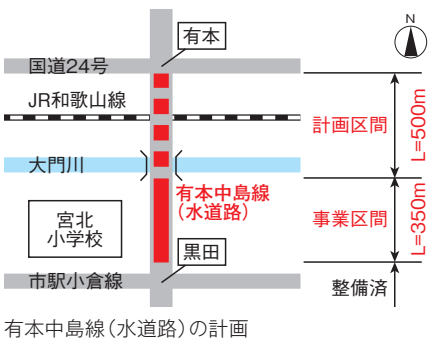 N
有本
国道24号
JR和歌山線
計画区間
L=500m
大門川
有本中島線
(水道路)
宮北
小学校
事業区間
L=350m
黒田
市駅小倉線
整備済
有本中島線(水道路)の計画